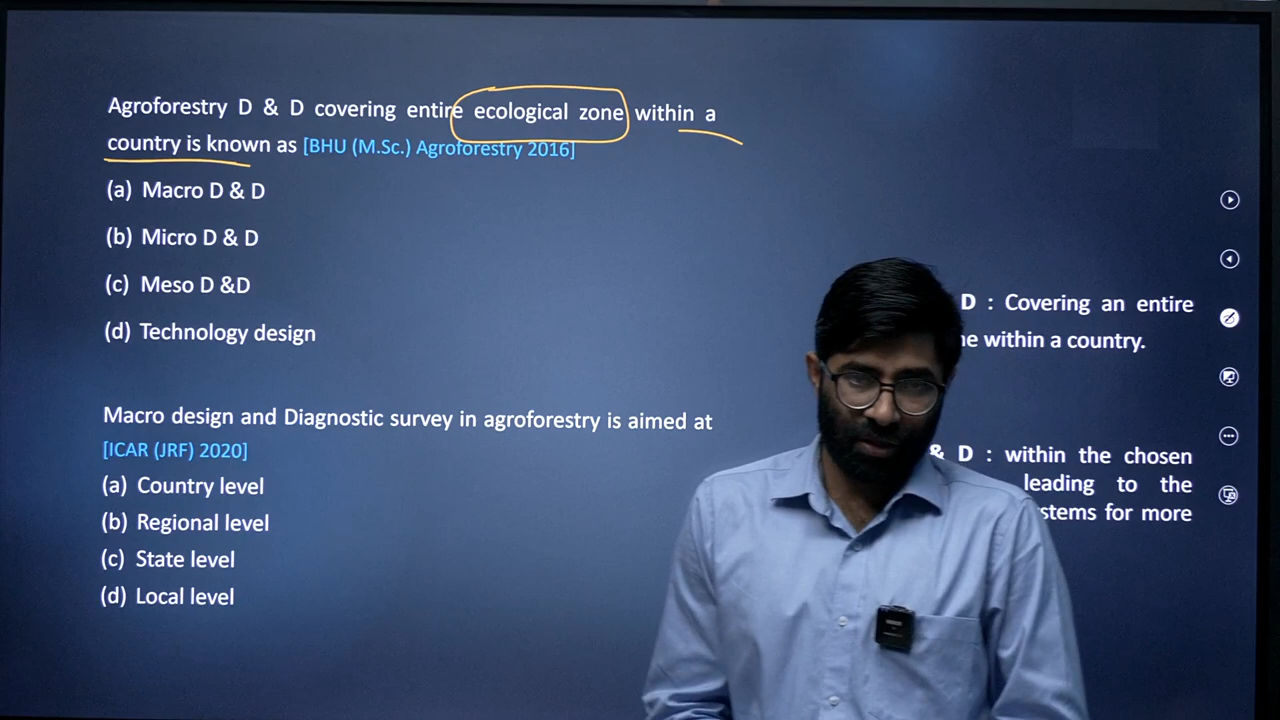 Agroforestry D & D covering entire ecological zone within a
country is known as [BHU (M.Sc.) Agroforestry 2016]
(a) Macro D & D
(b) Micro D & D
(c) Meso D &D
(d) Technology design
Macro design and Diagnostic survey in agroforestry is aimed at
[ICAR (JRF) 2020]
(a) Country level
(b) Regional level
(c) State level
(d) Local level
D : Covering an entire
within a country.
& D : within the chosen
leading to the
for more